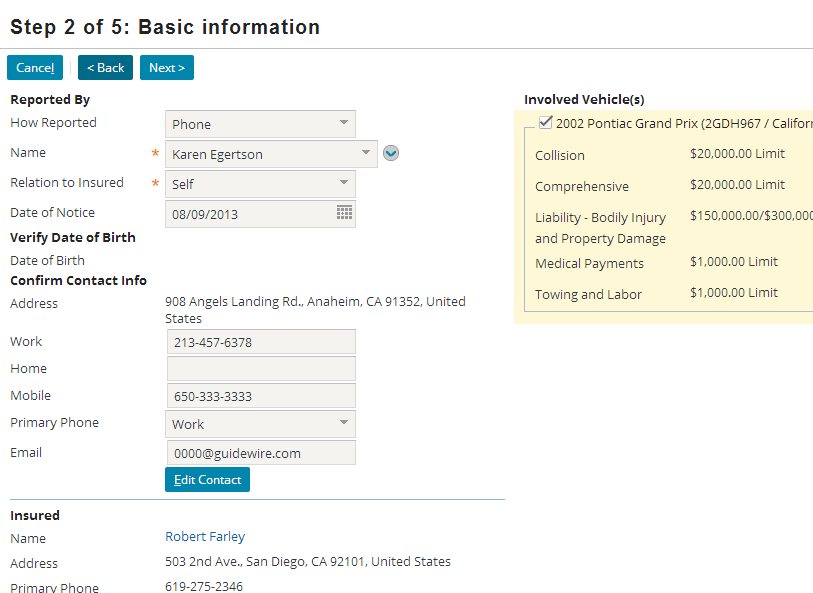 Step 2 of 5: Basic information
Cancel
< Back
Next >
Reported By
How Reported
Phone
Name
*
Karen Egertson
Relation to Insured
*
Self
Date of Notice
08/09/2013
Verify Date of Birth
Date of Birth
Confirm Contact Info
Address
908 Angels Landing Rd., Anaheim, CA 91352, United
States
Work
213-457-6378
Home
Mobile
650-333-3333
Primary Phone
Work
Email
0000@guidewire.com
Edit Contact
Insured
Name
Robert Farley
Address
503 2nd Ave., San Diego, CA 92101, United States
Primary Phone
619-275-2346
Involved Vehicle(s)
2002 Pontiac Grand Prix (2GDH967 / Califor
Collision
$20,000.00 Limit
Comprehensive
$20,000.00 Limit
Liability - Bodily Injury
and Property Damage
$150,000.00/$300,000
Medical Payments
$1,000.00 Limit
Towing and Labor
$1,000.00 Limit